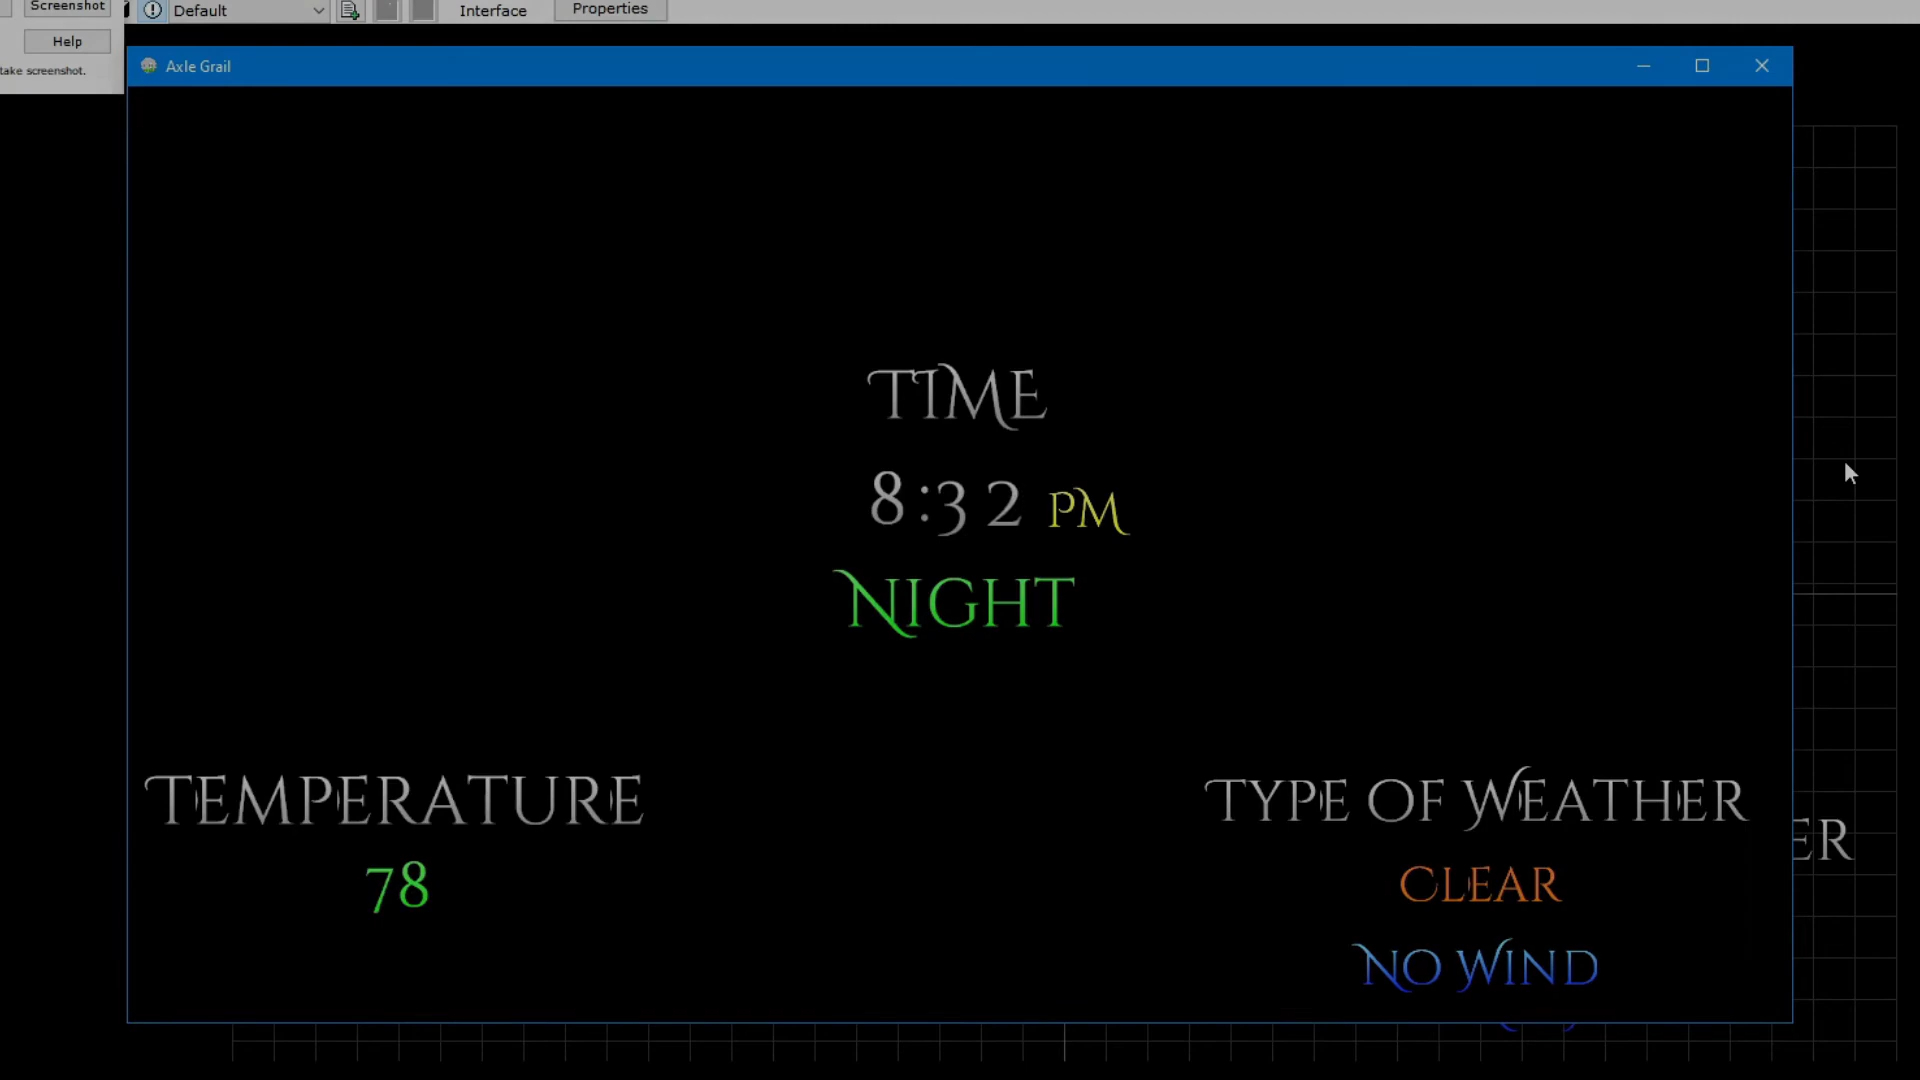 Screenshot
Default
Interface
Properties
Help
take screenshot.
Axle Grail
TIME
8:32 PM
NIGHT
TEMPERATURE
78
TYPE OF WEATHER
CLEAR
NO WIND
ER